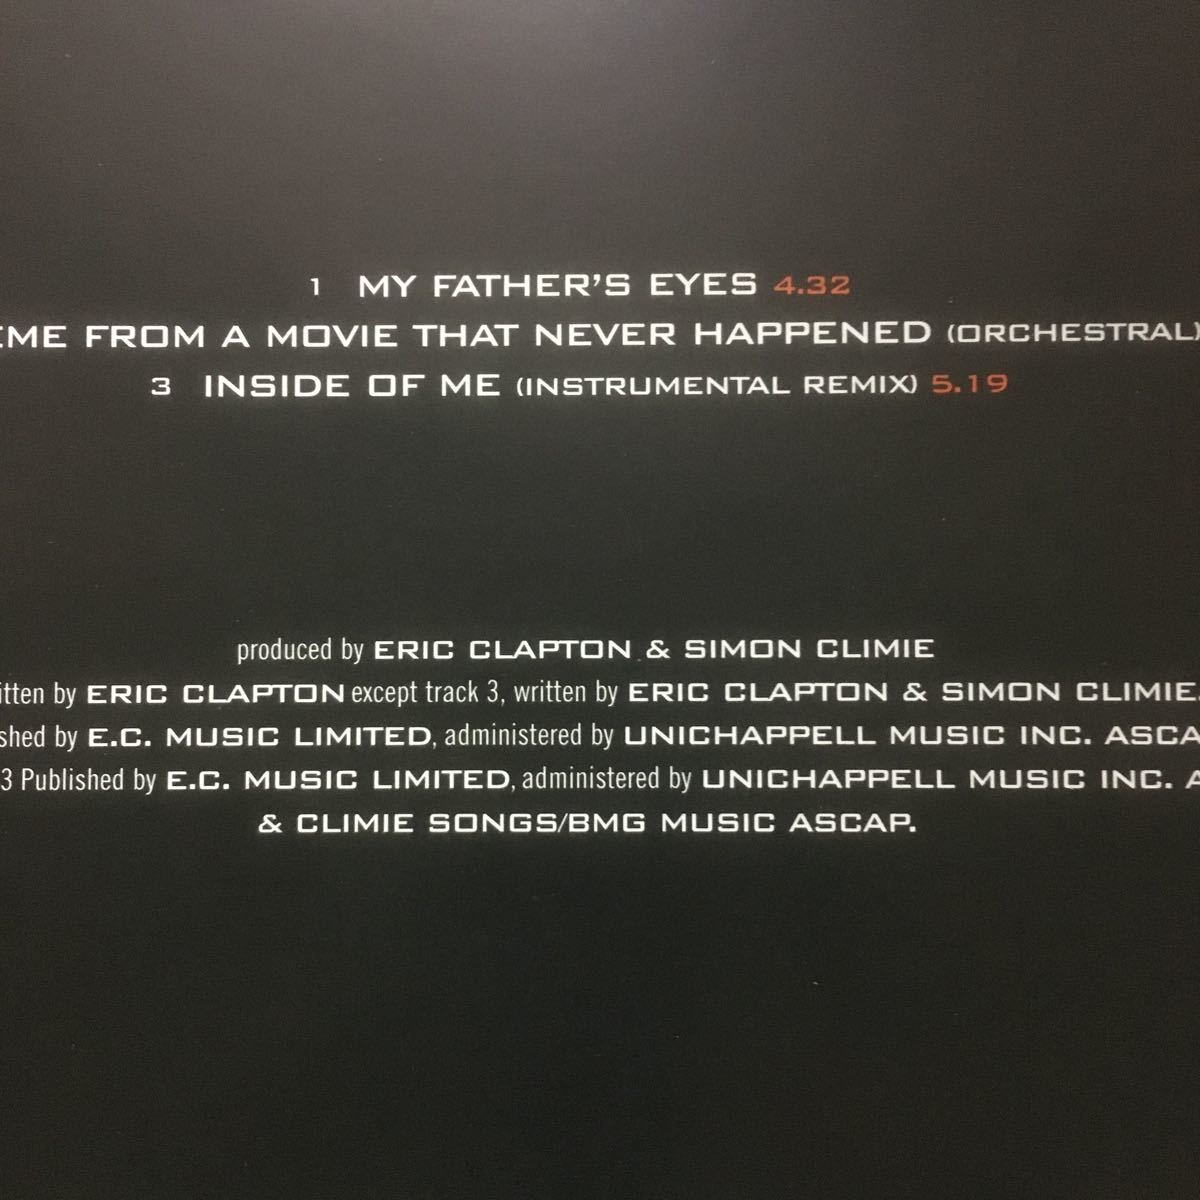 1 MY FATHER'S EYES 4.32
EME FROM A MOVIE THAT NEVER HAPPENED (ORCHESTRAL)
3 INSIDE OF ME (INSTRUMENTAL REMIX) 5.19
produced by ERIC CLAPTON & SIMON CLIMIE
itten by ERIC CLAPTON except track 3, written by ERIC CLAPTON & SIMON CLIMIE
shed by E.C. MUSIC LIMITED, administered by UNICHAPPELL MUSIC INC. ASCA
3 Published by E.C. MUSIC LIMITED, administered by UNICHAPPELL MUSIC INC. A
& CLIMIE SONGS/BMG MUSIC ASCAP.